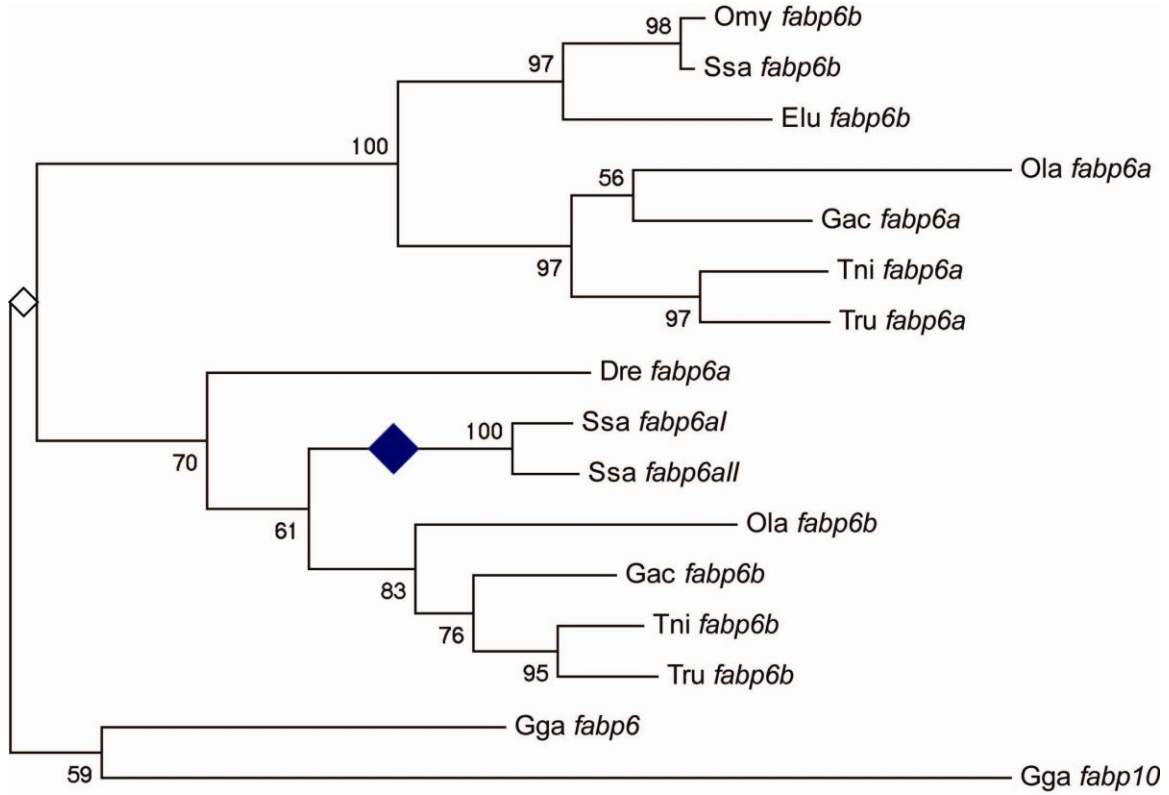 98 Omy fabp6b
97 Ssa fabp6b
Elu fabp6b
100
56 Ola fabp6a
Gac fabp6a
97 Tni fabp6a
97 Tru fabp6a
Dre fabp6a
100 Ssa fabp6aI
70 Ssa fabp6aII
61 Ola fabp6b
83 Gac fabp6b
76 Tni fabp6b
95 Tru fabp6b
Gga fabp6
59 Gga fabp10